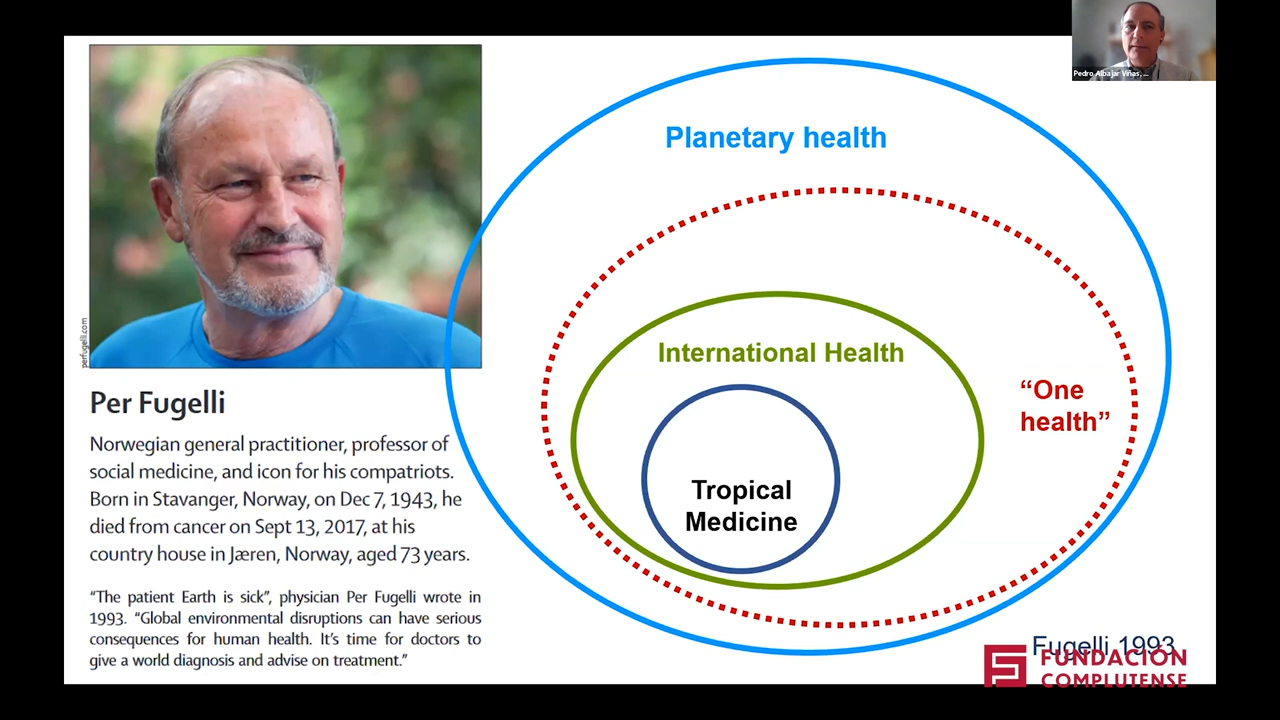 Pedro Albajar Viñas, ...
perfugelli.com
Per Fugelli
Norwegian general practitioner, professor of
social medicine, and icon for his compatriots.
Born in Stavanger, Norway, on Dec 7, 1943, he
died from cancer on Sept 13, 2017, at his
country house in Jæren, Norway, aged 73 years.
“The patient Earth is sick”, physician Per Fugelli wrote in
1993. “Global environmental disruptions can have serious
consequences for human health. It’s time for doctors to
give a world diagnosis and advise on treatment.”
Planetary health
International Health
“One
health”
Tropical
Medicine
Fugelli 1993
FUNDACIÓN
COMPLUTENSE